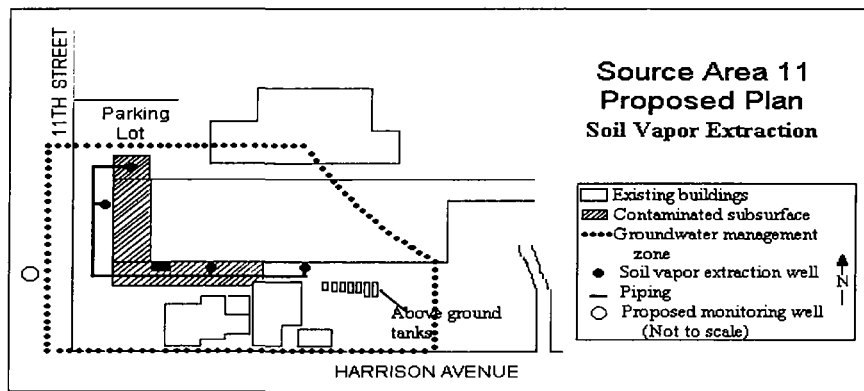 11TH STREET
Parking
Lot
Above ground
tanks
HARRISON AVENUE
Source Area 11
Proposed Plan
Soil Vapor Extraction
Existing buildings
Contaminated subsurface
Groundwater management
zone
Soil vapor extraction well
Piping
Proposed monitoring well
(Not to scale)
N